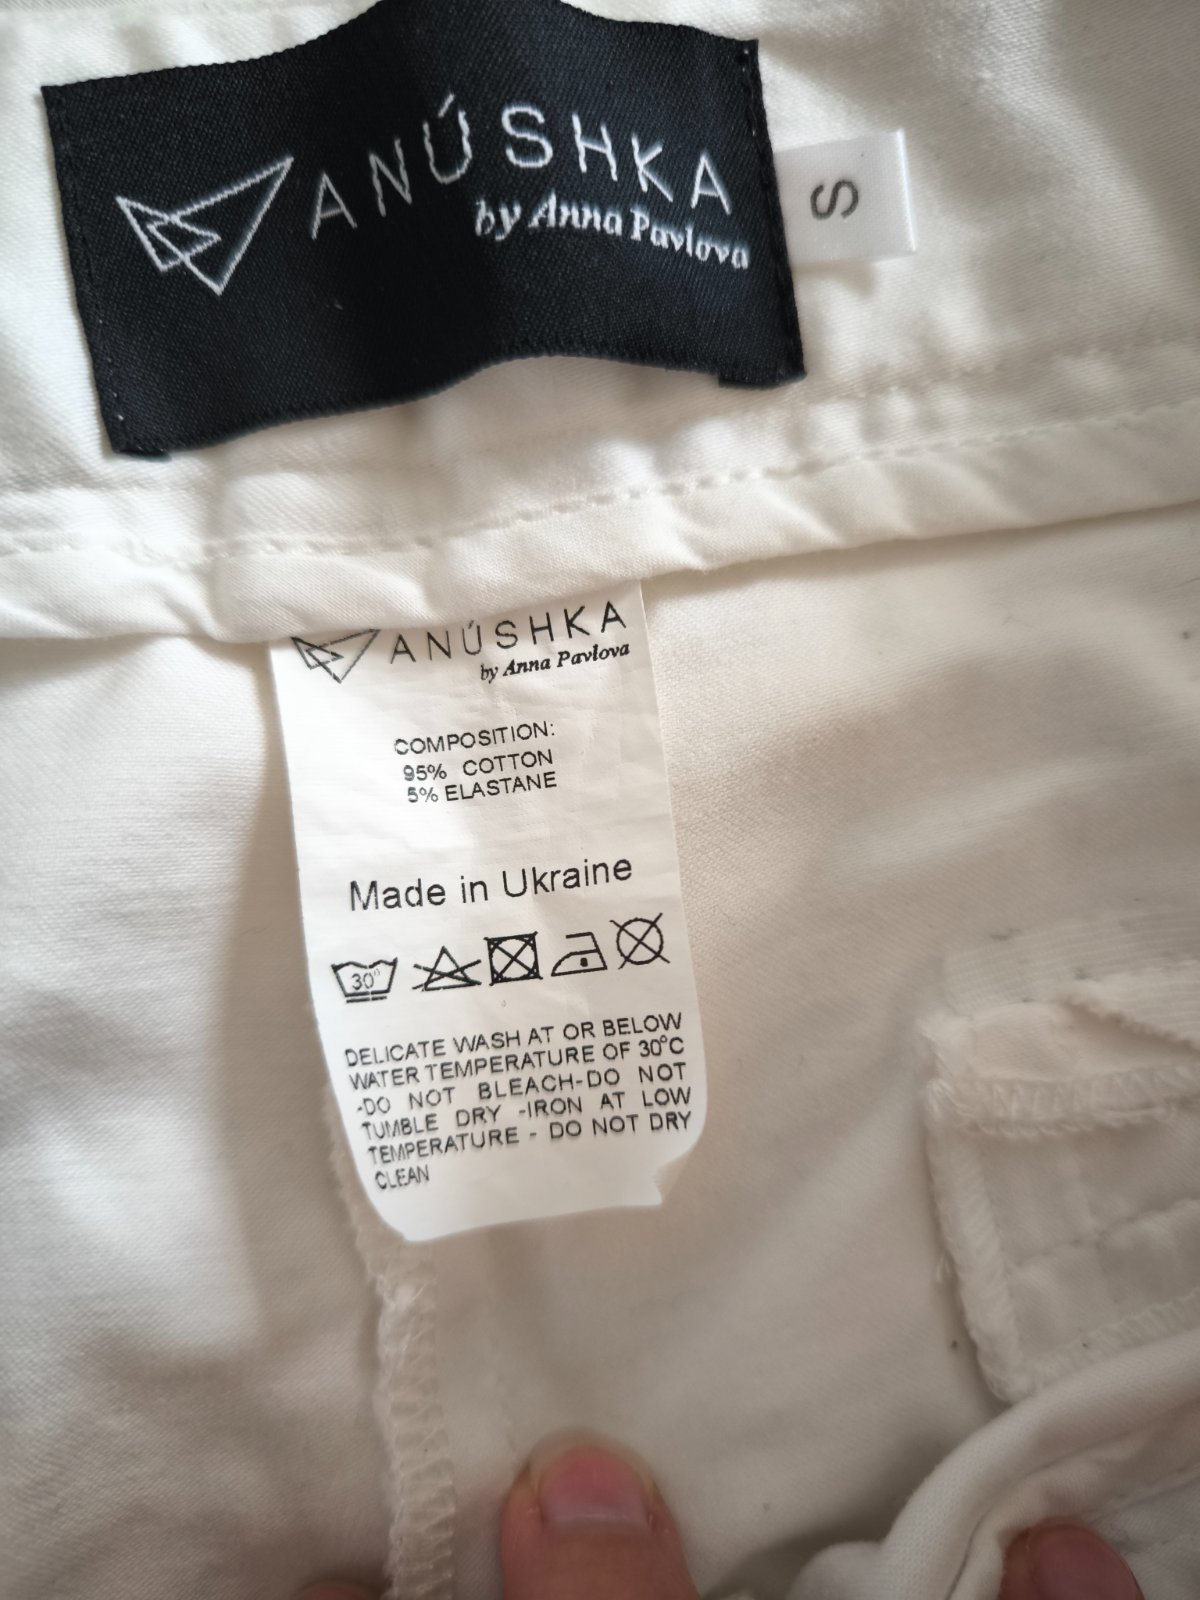 ANÚSHKA
by Anna Pavlova
S
ANÚSHKA
by Anna Pavlova
COMPOSITION:
95% COTTON
5% ELASTANE
Made in Ukraine
30°
DELICATE WASH AT OR BELOW
WATER TEMPERATURE OF 30°C
-DO NOT BLEACH-DO NOT
TUMBLE DRY -IRON AT LOW
TEMPERATURE - DO NOT DRY
CLEAN